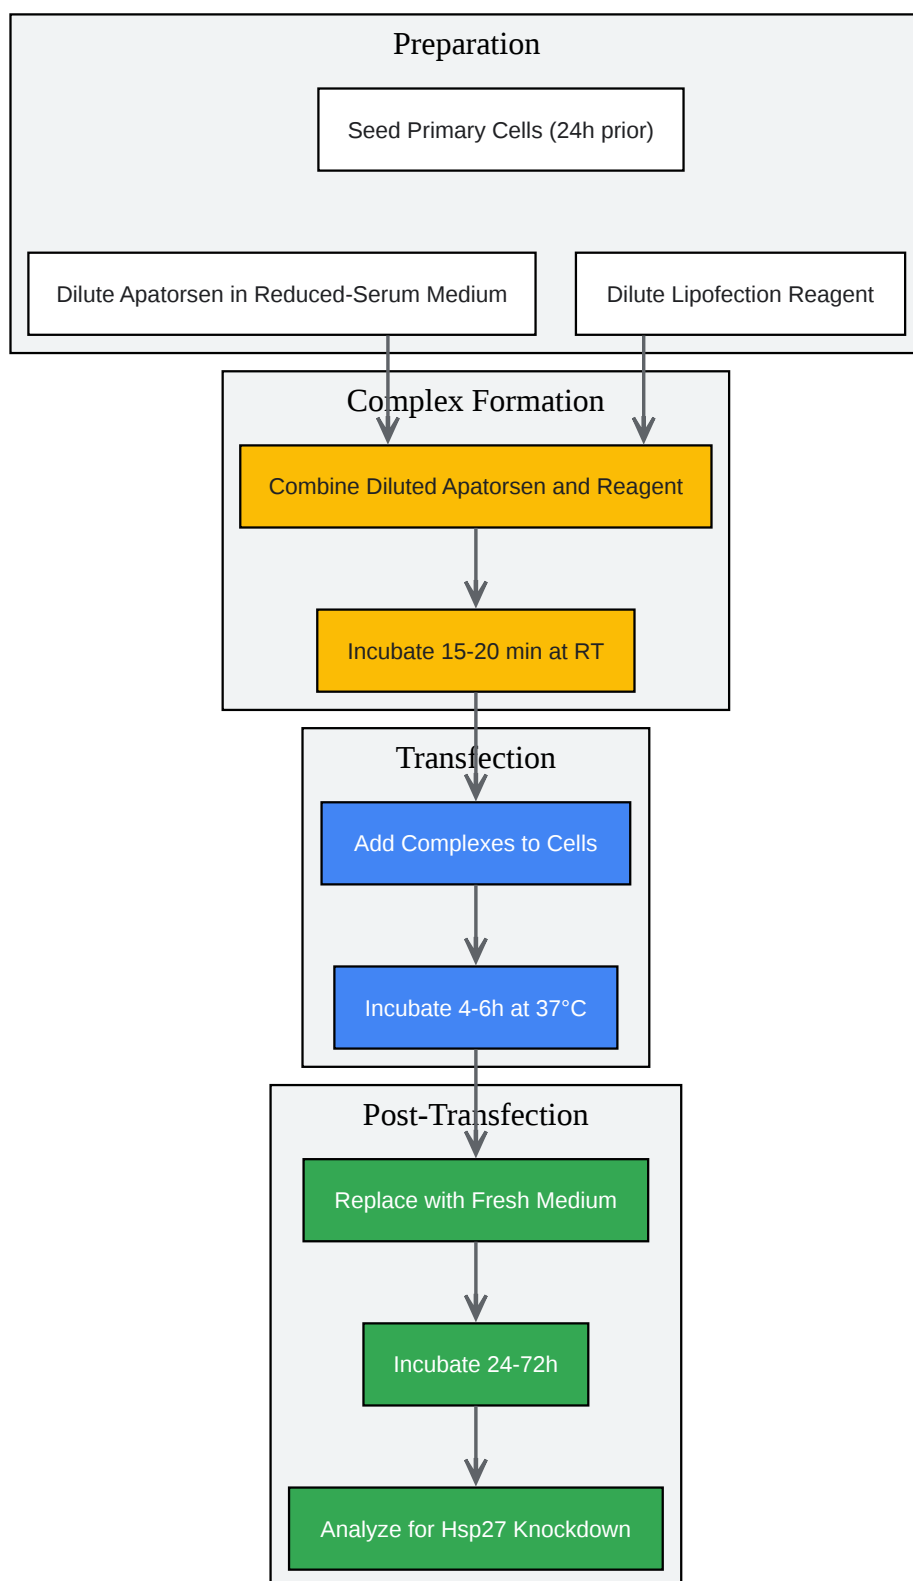 Preparation
Seed Primary Cells (24h prior)
Dilute Apatorsen in Reduced-Serum Medium
Dilute Lipofection Reagent
Complex Formation
Combine Diluted Apatorsen and Reagent
Incubate 15-20 min at RT
Transfection
Add Complexes to Cells
Incubate 4-6h at 37°C
Post-Transfection
Replace with Fresh Medium
Incubate 24-72h
Analyze for Hsp27 Knockdown